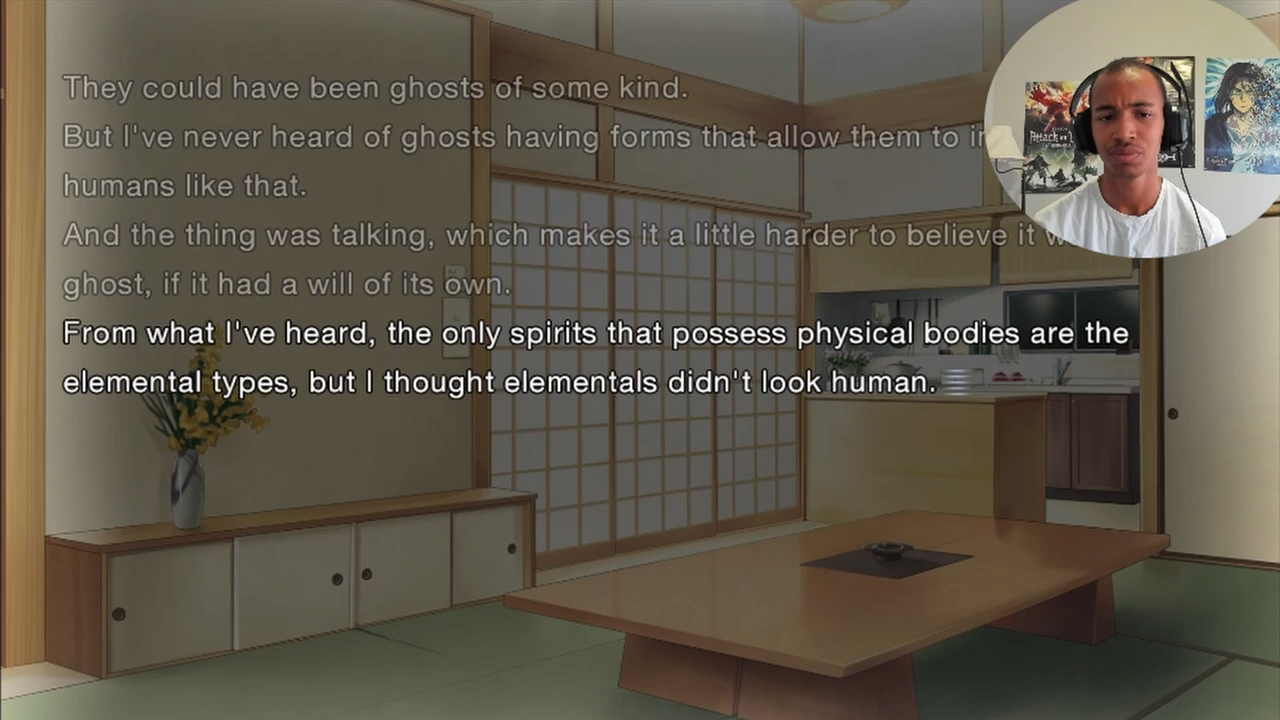 They could have been ghosts of some kind.
But I've never heard of ghosts having forms that allow them to
humans like that.
And the thing was talking, which makes it a little harder to believe it
ghost, if it had a will of its own.
From what I've heard, the only spirits that possess physical bodies are the
elemental types, but I thought elementals didn't look human.
Attack on